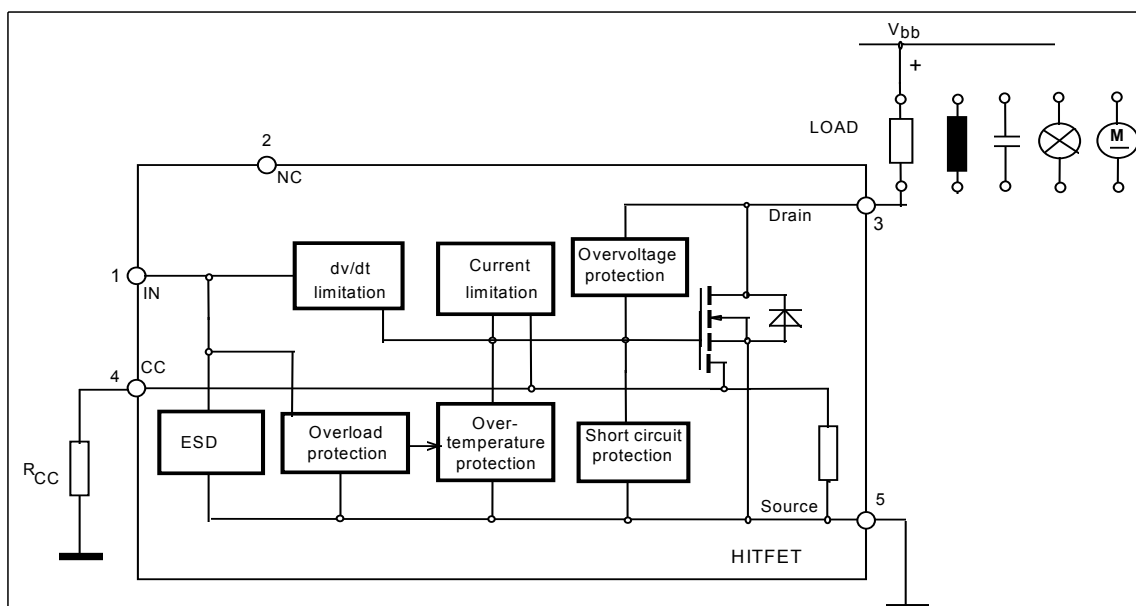 Vbb
+
LOAD
M
2
NC
Drain
3
1
IN
dv/dt
limitation
Current
limitation
Overvoltage
protection
4
CC
RCC
ESD
Overload
protection
Over-
temperature
protection
Short circuit
protection
Source
5
HITFET